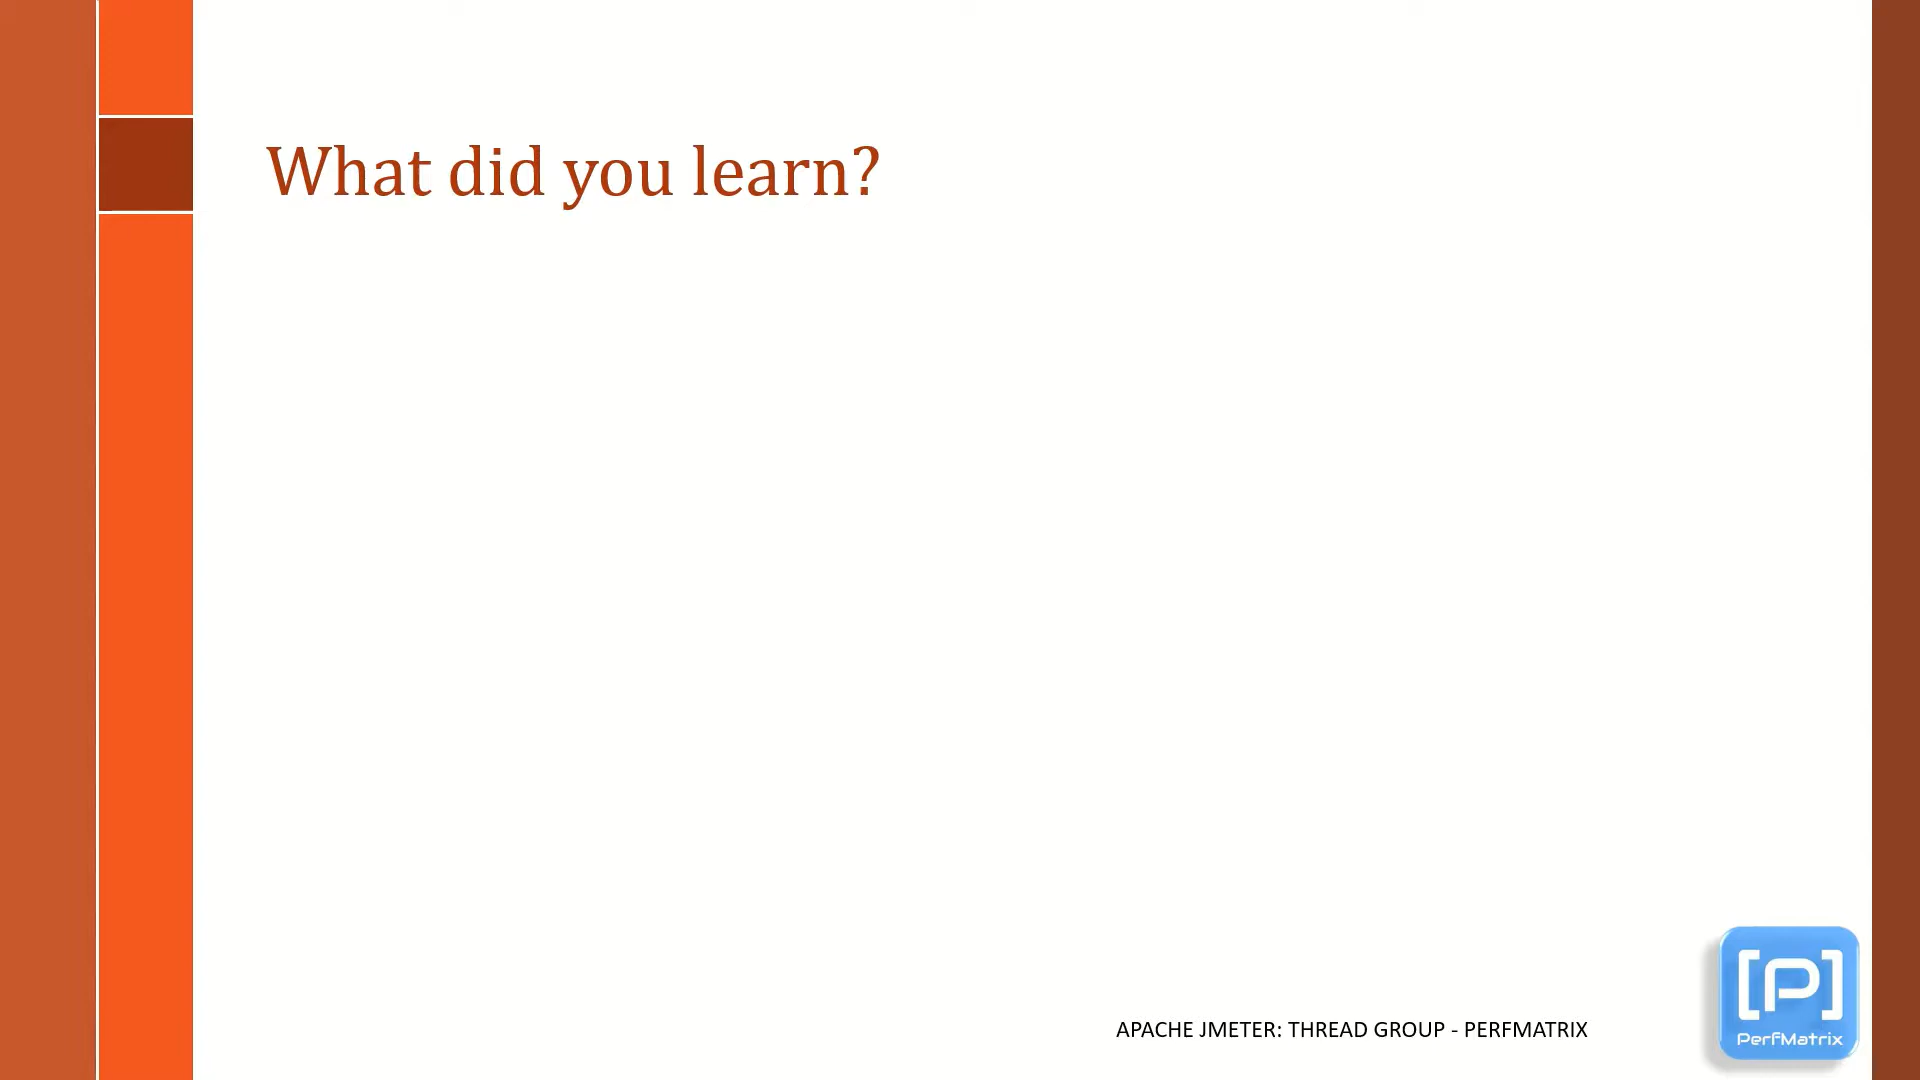 What did you learn?
APACHE JMETER: THREAD GROUP - PERFMATRIX
[P]
PerfMatrix